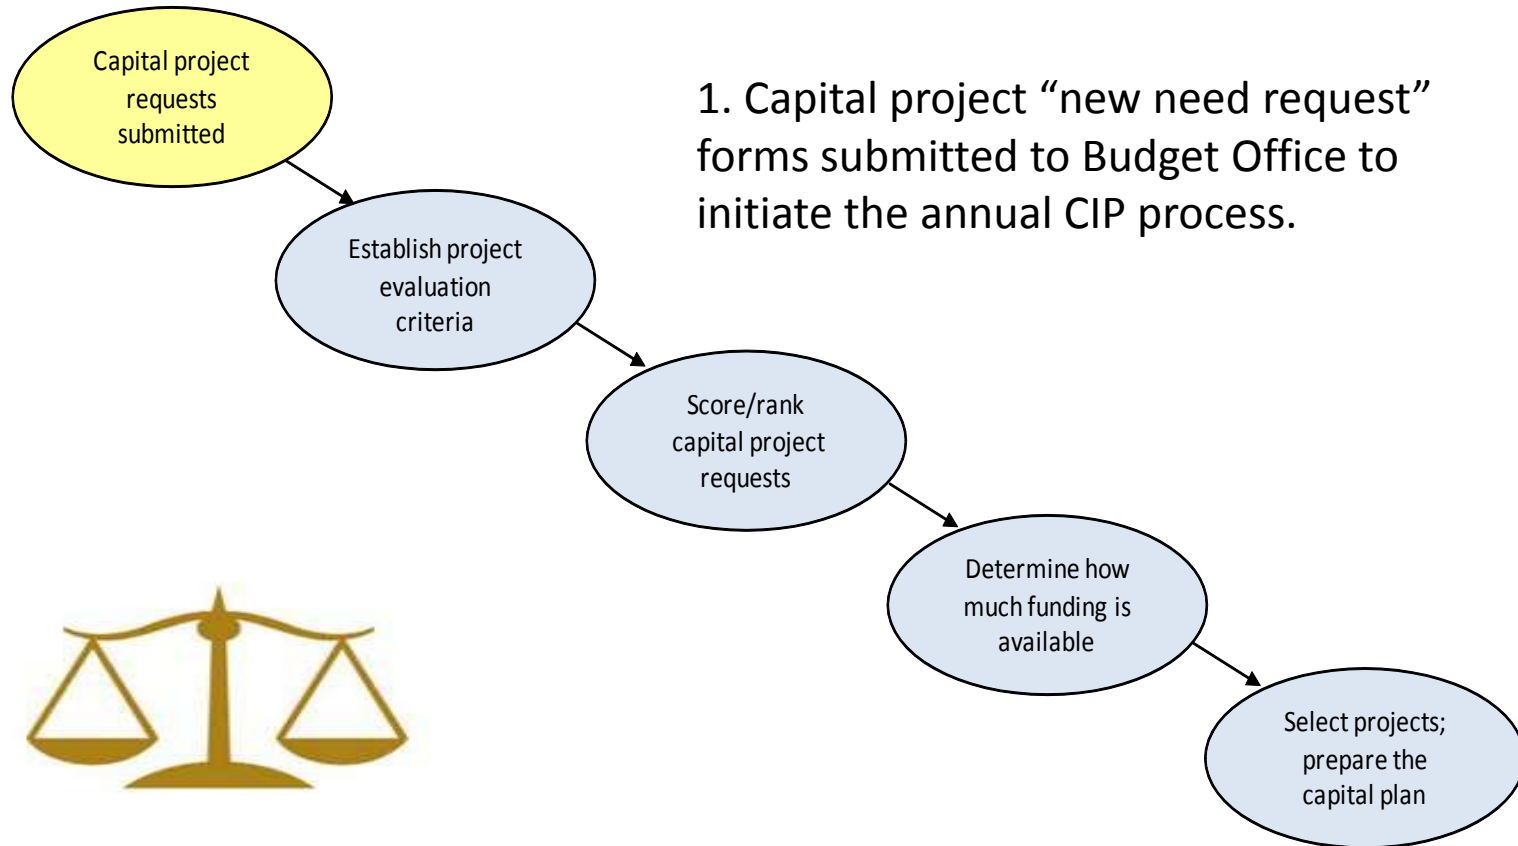 Capital project
requests
submitted
1. Capital project “new need request”
forms submitted to Budget Office to
initiate the annual CIP process.
Establish project
evaluation
criteria
Score/rank
capital project
requests
Determine how
much funding is
available
Select projects;
prepare the
capital plan